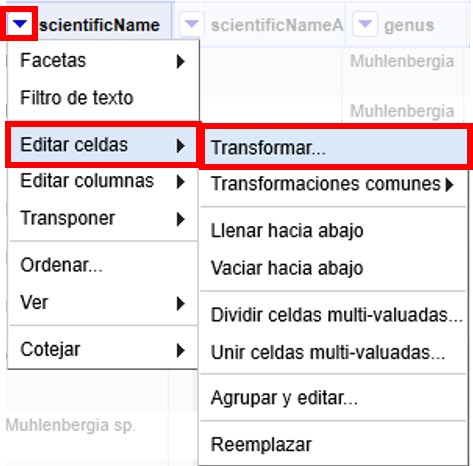 scientificName scientificNameA genus
Facetas
Filtro de texto
Editar celdas
Editar columnas
Transponer
Ordenar...
Ver
Cotejar
Muhlenbergia
Muhlenbergia
Transformar...
Transformaciones comunes
Llenar hacia abajo
Vaciar hacia abajo
Dividir celdas multi-valuadas...
Unir celdas multi-valuadas...
Agrupar y editar...
Reemplazar
Muhlenbergia sp.